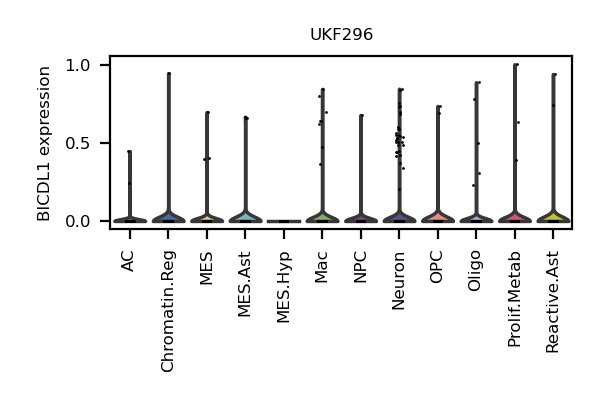 UKF296
BICDL1 expression
1.0
0.5
0.0
AC
Chromatin.Reg
MES
MES.Ast
MES.Hyp
Mac
NPC
Neuron
OPC
Oligo
Prolif.Metab
Reactive.Ast